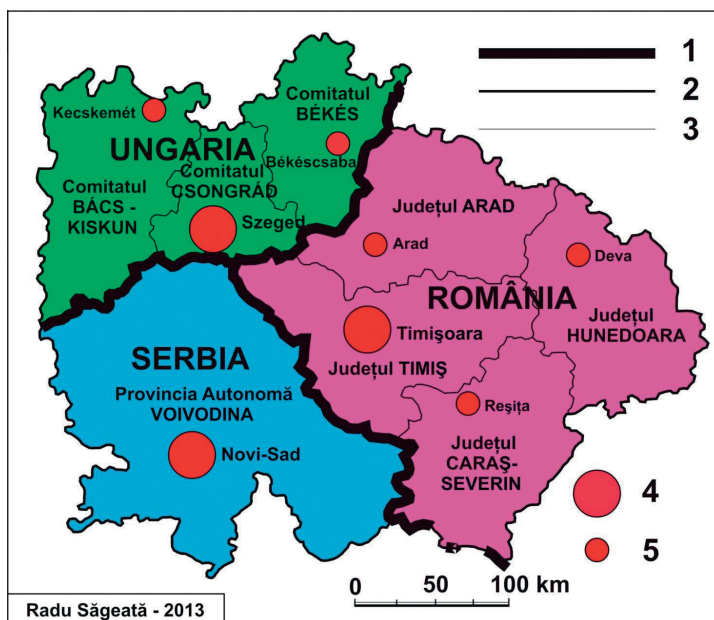 1
2
3
Comitatul
BÉKÉS
Kecskemét
UNGARIA
Békéscsaba
Comitatul
CSONGRÁD
Comitatul
BÁCS -
KISKUN
Szeged
Județul ARAD
Arad
Deva
ROMÂNIA
Județul
HUNEDOARA
Timişoara
Județul TIMIŞ
SERBIA
Provincia Autonomă
VOIVODINA
Novi-Sad
Reşița
Județul
CARAŞ-
SEVERIN
4
5
0 50 100 km
Radu Săgeată - 2013